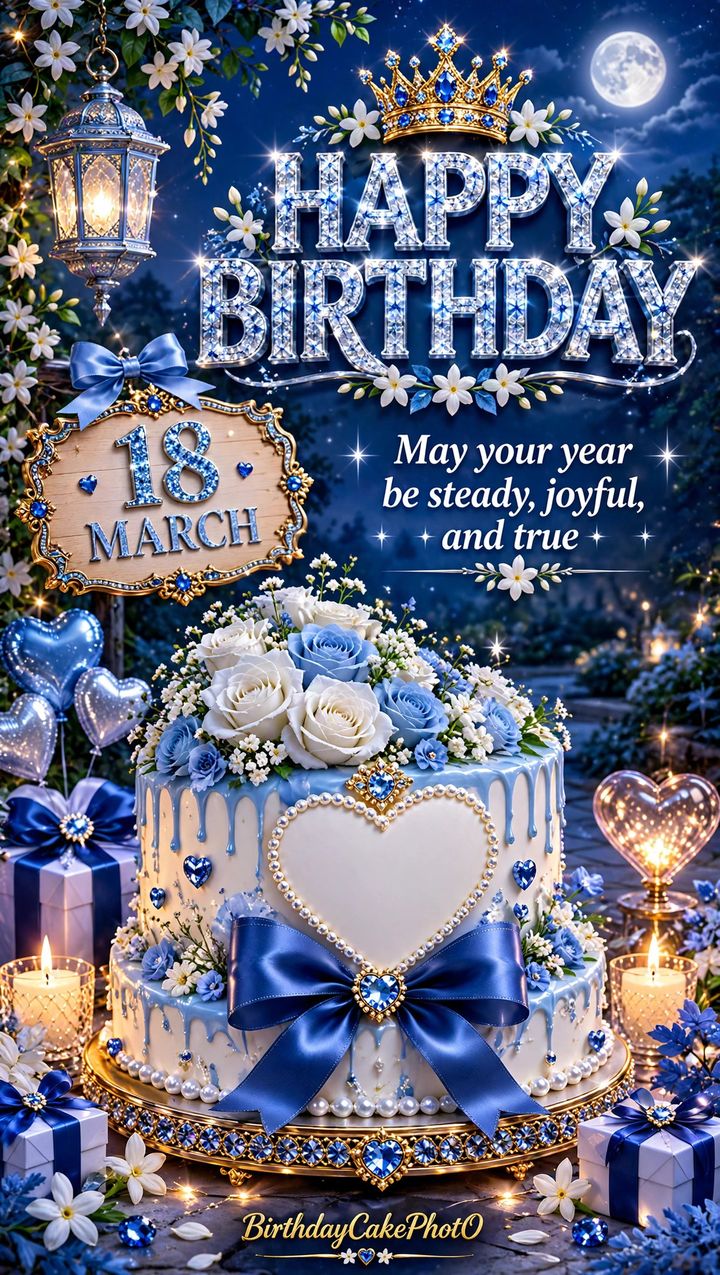 HAPPY
BIRTHDAY
18
MARCH
May your year
be steady, joyful,
and true
BirthdayCakePhotO